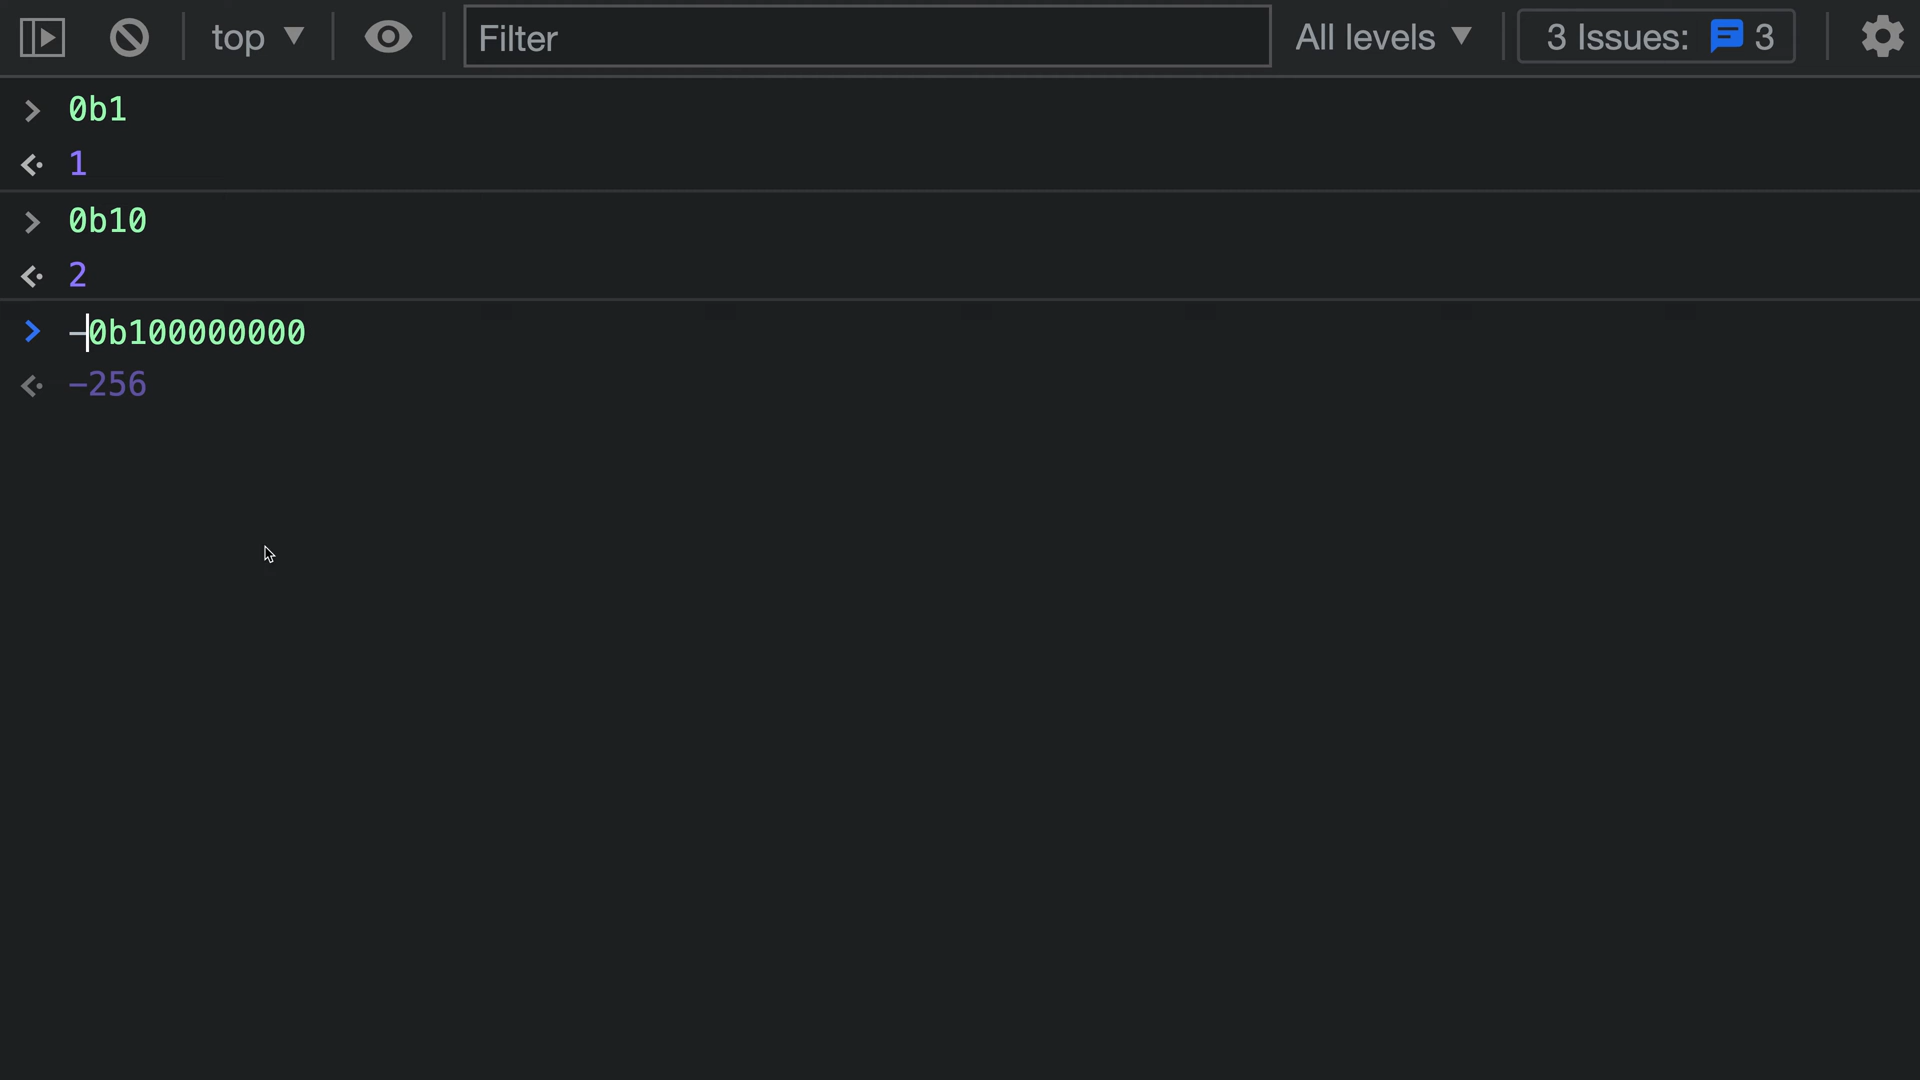 top ▼ Filter All levels ▼ 3 Issues: 3
> 0b1
1
> 0b10
2
> -0b100000000
-256